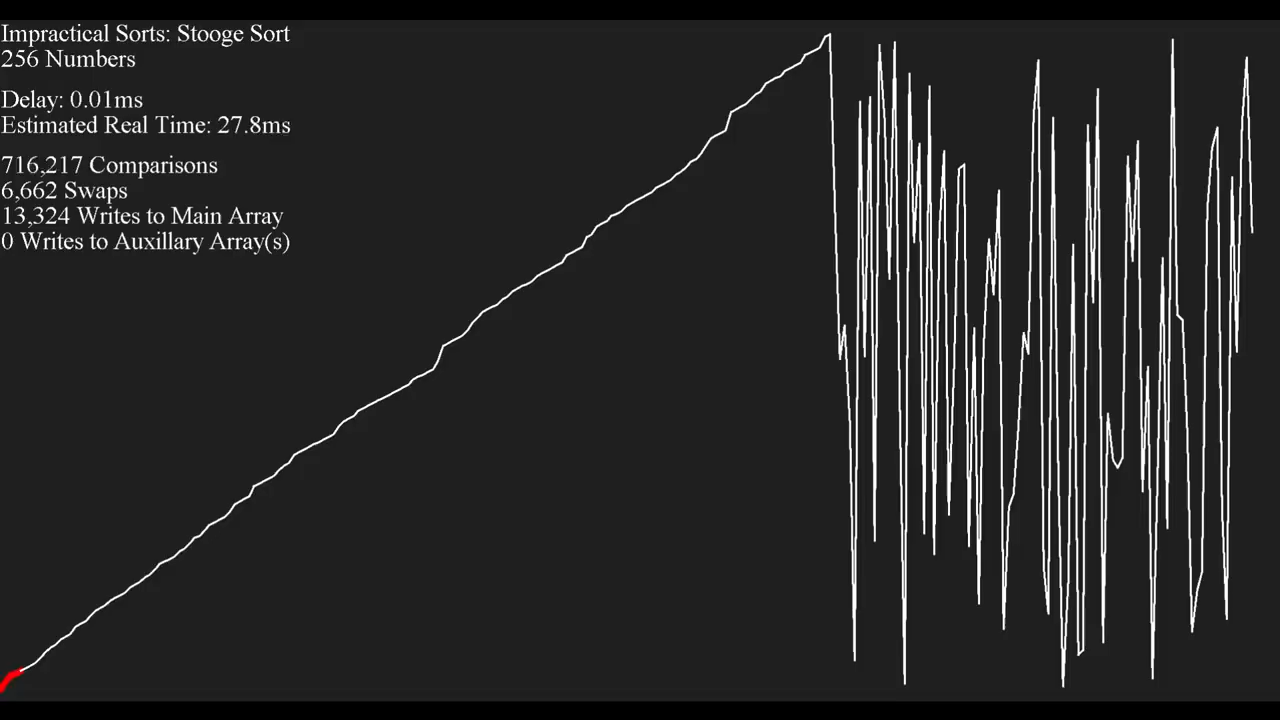 Impractical Sorts: Stooge Sort
256 Numbers
Delay: 0.01ms
Estimated Real Time: 27.8ms
716,217 Comparisons
6,662 Swaps
13,324 Writes to Main Array
0 Writes to Auxillary Array(s)